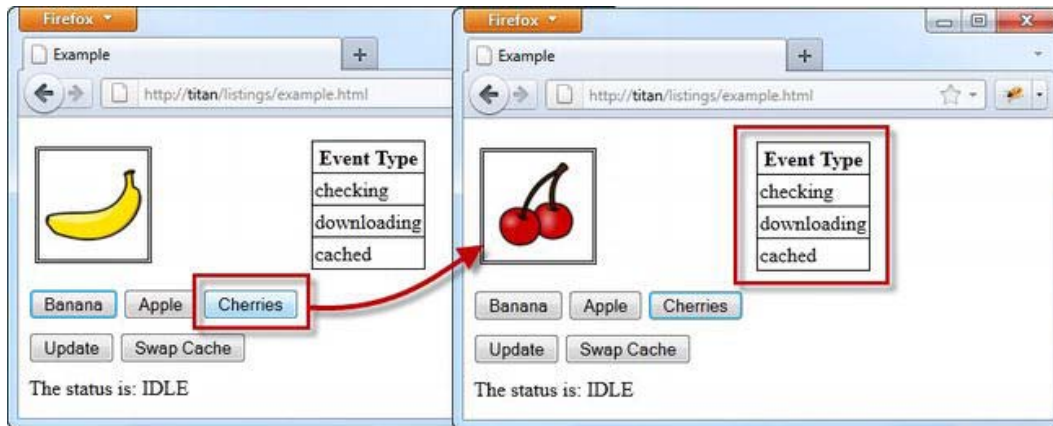 Firefox
Example
http://titan/listings/example.html
Event Type
checking
downloading
cached
Banana Apple Cherries
Update Swap Cache
The status is: IDLE
Firefox
Example
http://titan/listings/example.html
Event Type
checking
downloading
cached
Banana Apple Cherries
Update Swap Cache
The status is: IDLE